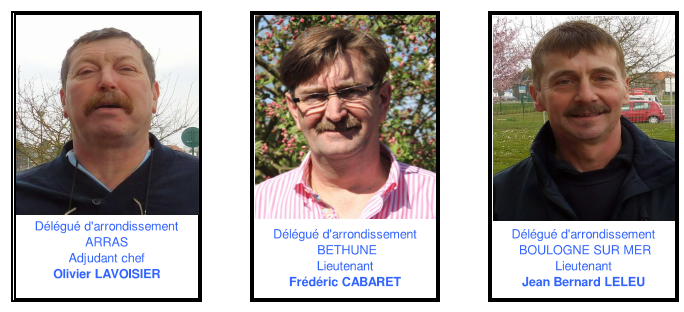 Délégué d'arrondissement
ARRAS
Adjudant chef
Olivier LAVOISIER
Délégué d'arrondissement
BETHUNE
Lieutenant
Frédéric CABARET
Délégué d'arrondissement
BOULOGNE SUR MER
Lieutenant
Jean Bernard LELEU